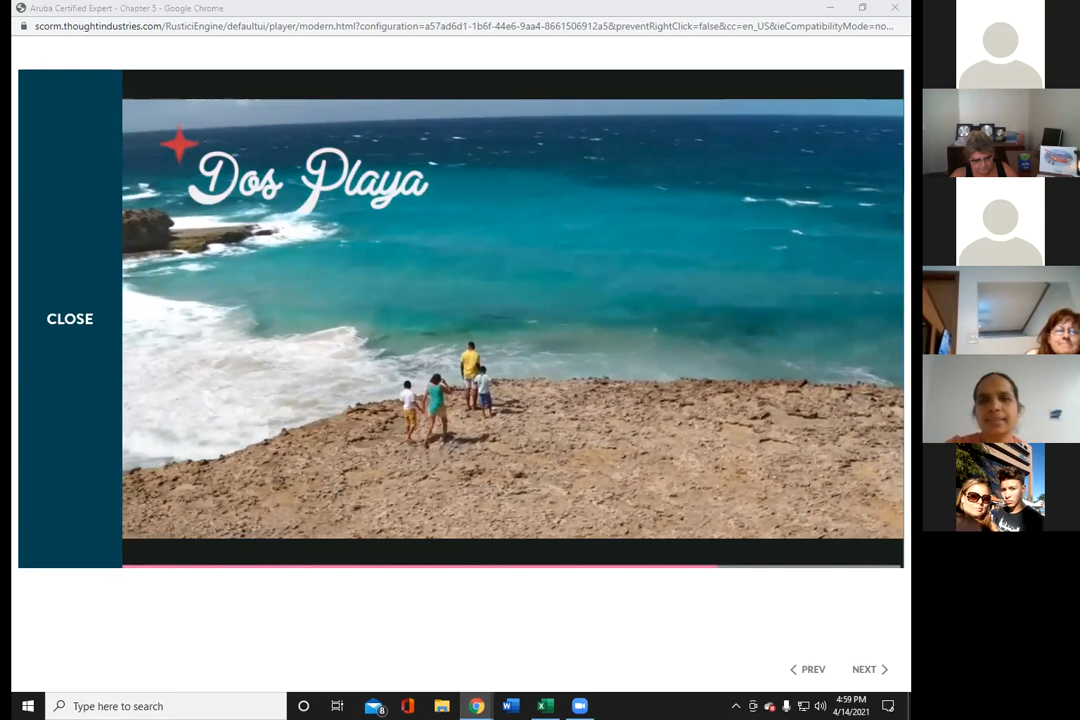 Aruba Certified Expert - Chapter 5 - Google Chrome
scorm.thoughtindustries.com/RusticiEngine/defaultui/player/modern.html?configuration=a57ad6d1-1b6f-44e6-9aa4-8661506912a5&preventRightClick=false&cc=en_US&ieCompatibilityMode=no...
Dos Playa
CLOSE
PREV
NEXT
Type here to search
8
4:59 PM
4/14/2021